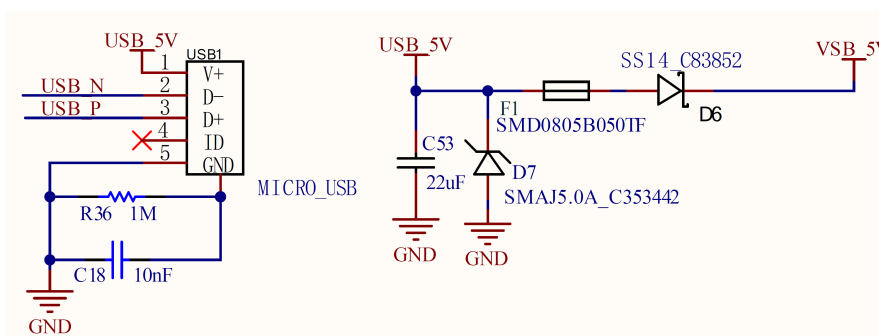 USB_5V
USB1
1
V+
USB_N
2
D-
USB_P
3
D+
4
ID
5
GND
MICRO_USB
R36
1M
C18
10nF
GND
USB_5V
C53
22uF
GND
F1
SMD0805B050TF
D7
SMAJ5.0A_C353442
GND
SS14_C83852
D6
VSB_5V